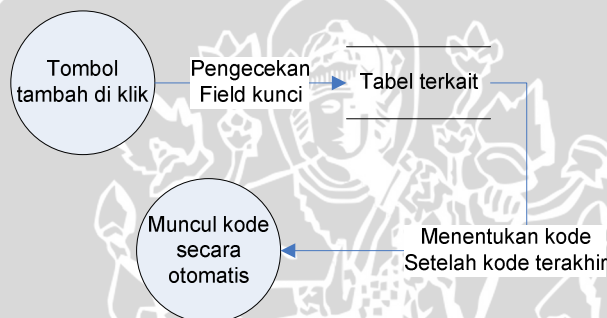 Tombol
tambah di klik
Pengecekan
Field kunci
Tabel terkait
Menentukan kode
Setelah kode terakhir
Muncul kode
secara
otomatis